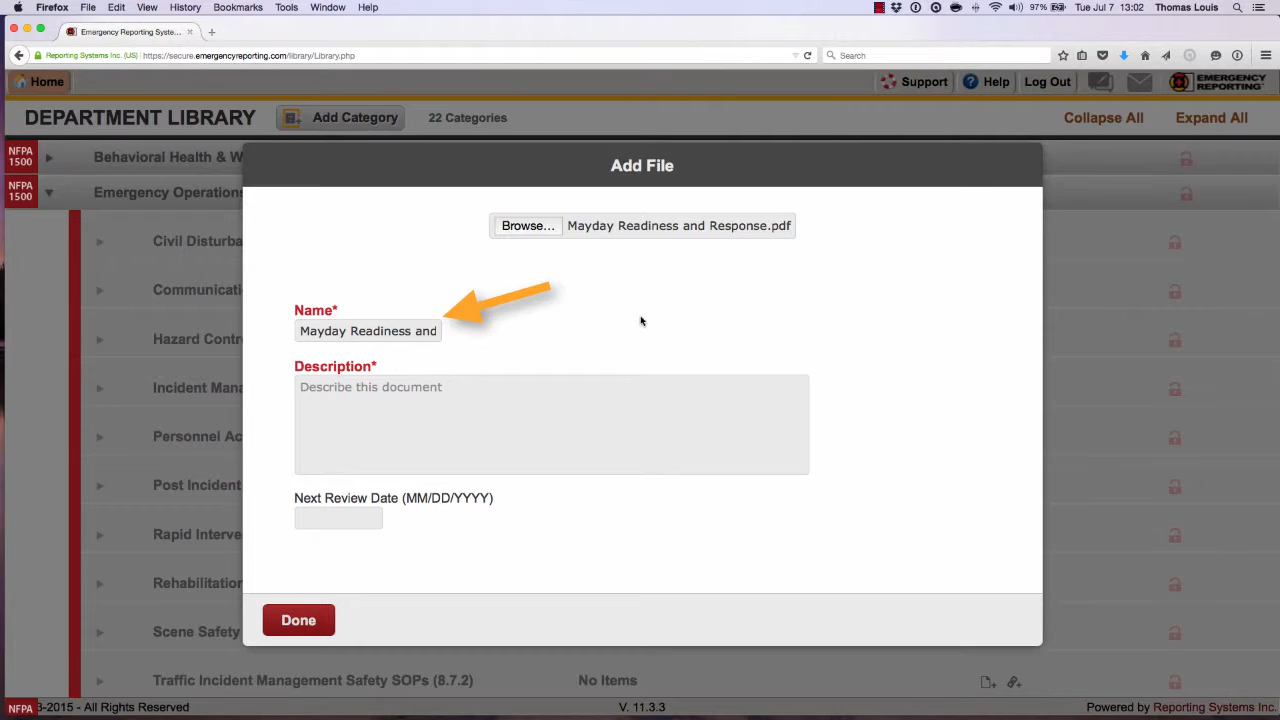 Firefox File Edit View History Bookmarks Tools Window Help 97% Tue Jul 7 13:02 Thomas Louis
Emergency Reporting Syste...
Reporting Systems Inc. (US) https://secure.emergencyreporting.com/library/Library.php Search
Home Support Help Log Out EMERGENCY REPORTING
DEPARTMENT LIBRARY Add Category 22 Categories Collapse All Expand All
NFPA 1500 Behavioral Health & W
Add File
NFPA 1500 Emergency Operations
Browse... Mayday Readiness and Response.pdf
Civil Disturba
Communicati
Name*
Mayday Readiness and
Hazard Contr
Description*
Describe this document
Incident Mana
Personnel Ac
Post Incident
Next Review Date (MM/DD/YYYY)
Rapid Interve
Rehabilitation
Done
Scene Safety
Traffic Incident Management Safety SOPs (8.7.2) No Items
NFPA 3-2015 - All Rights Reserved V. 11.3.3 Powered by Reporting Systems Inc.